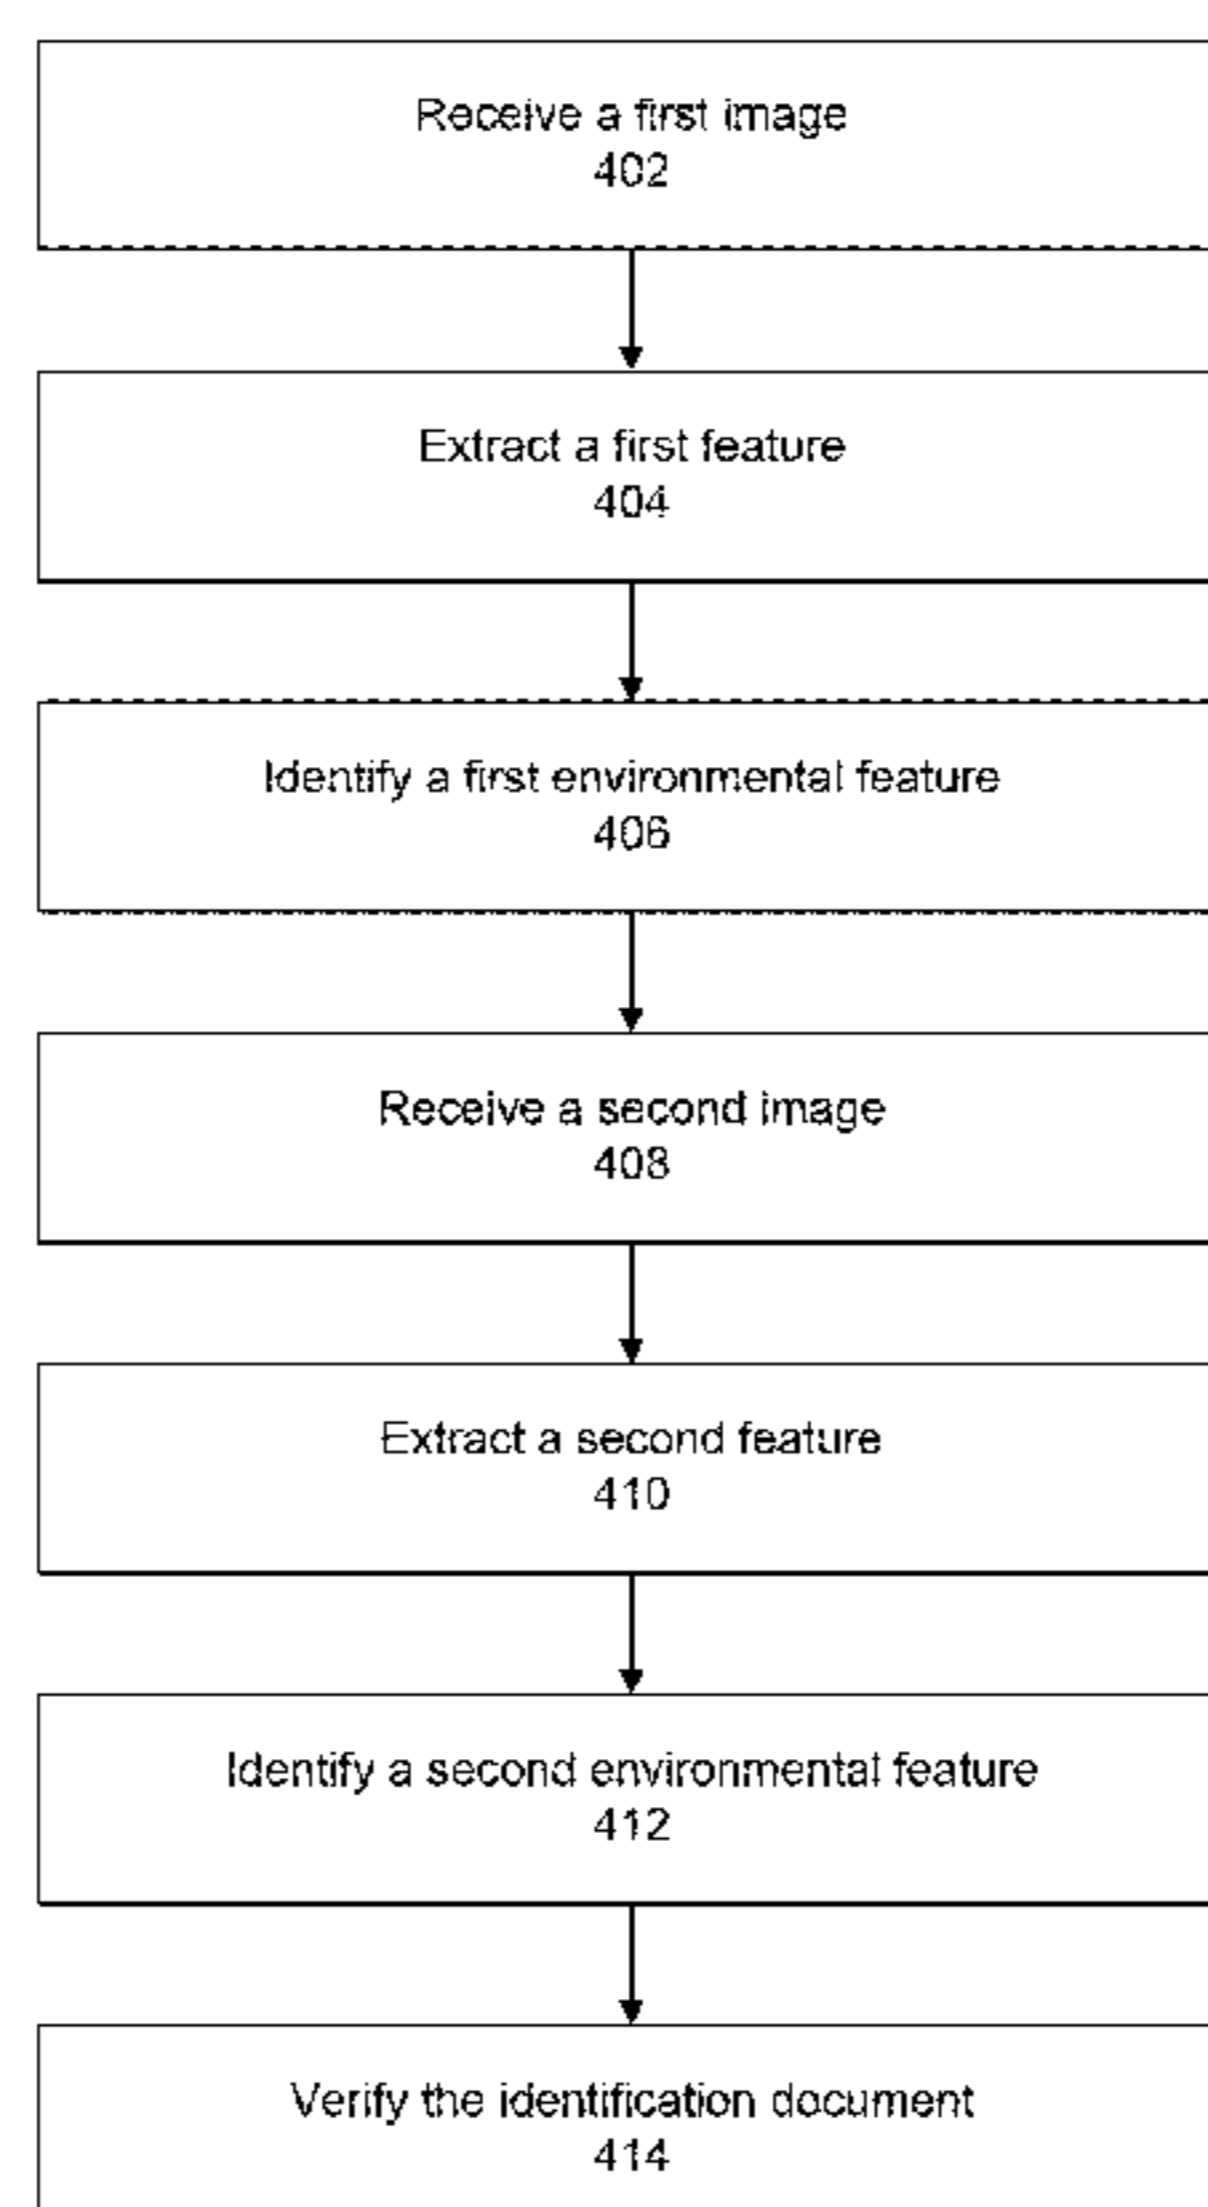 Receive a first image
402
Extract a first feature
404
Identify a first environmental feature
406
Receive a second image
408
Extract a second feature
410
Identify a second environmental feature
412
Verify the identification document
414